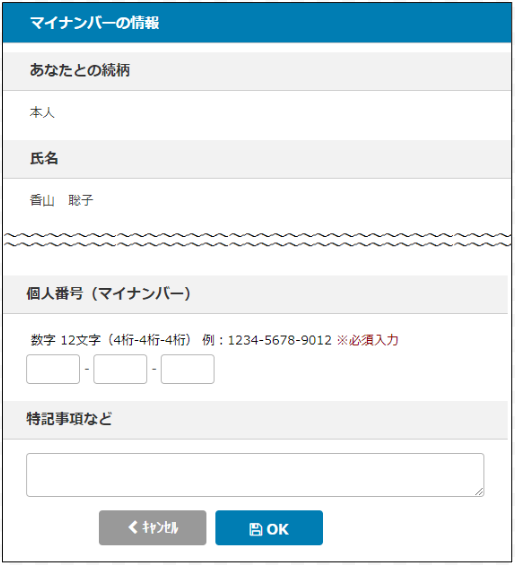 マイナンバーの情報
あなたとの続柄
本人
氏名
香山　聡子
個人番号（マイナンバー）
数字 12文字（4桁-4桁-4桁） 例：1234-5678-9012 ※必須入力
- -
特記事項など
ｷｬﾝｾﾙ
OK